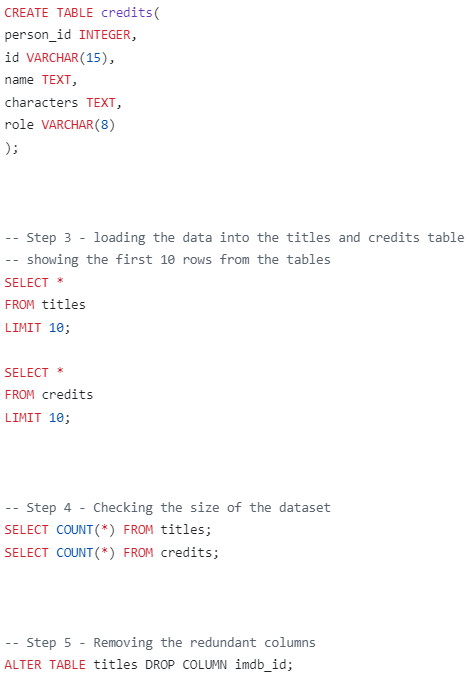 CREATE TABLE credits(
person_id INTEGER,
id VARCHAR(15),
name TEXT,
characters TEXT,
role VARCHAR(8)
);
-- Step 3 - loading the data into the titles and credits table
-- showing the first 10 rows from the tables
SELECT *
FROM titles
LIMIT 10;
SELECT *
FROM credits
LIMIT 10;
-- Step 4 - Checking the size of the dataset
SELECT COUNT(*) FROM titles;
SELECT COUNT(*) FROM credits;
-- Step 5 - Removing the redundant columns
ALTER TABLE titles DROP COLUMN imdb_id;